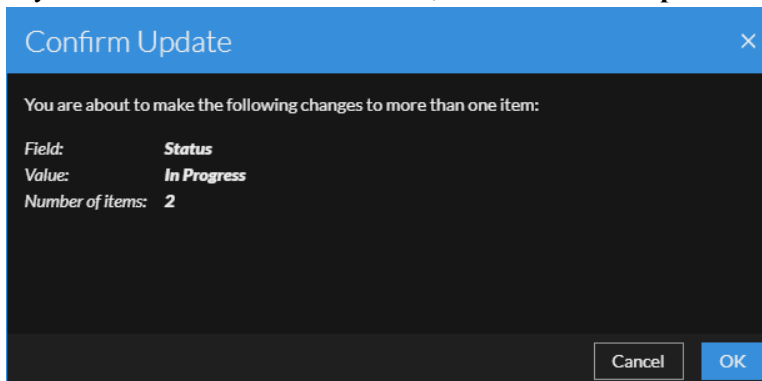 Confirm Update ×
You are about to make the following changes to more than one item:
Field: Status
Value: In Progress
Number of items: 2
Cancel OK